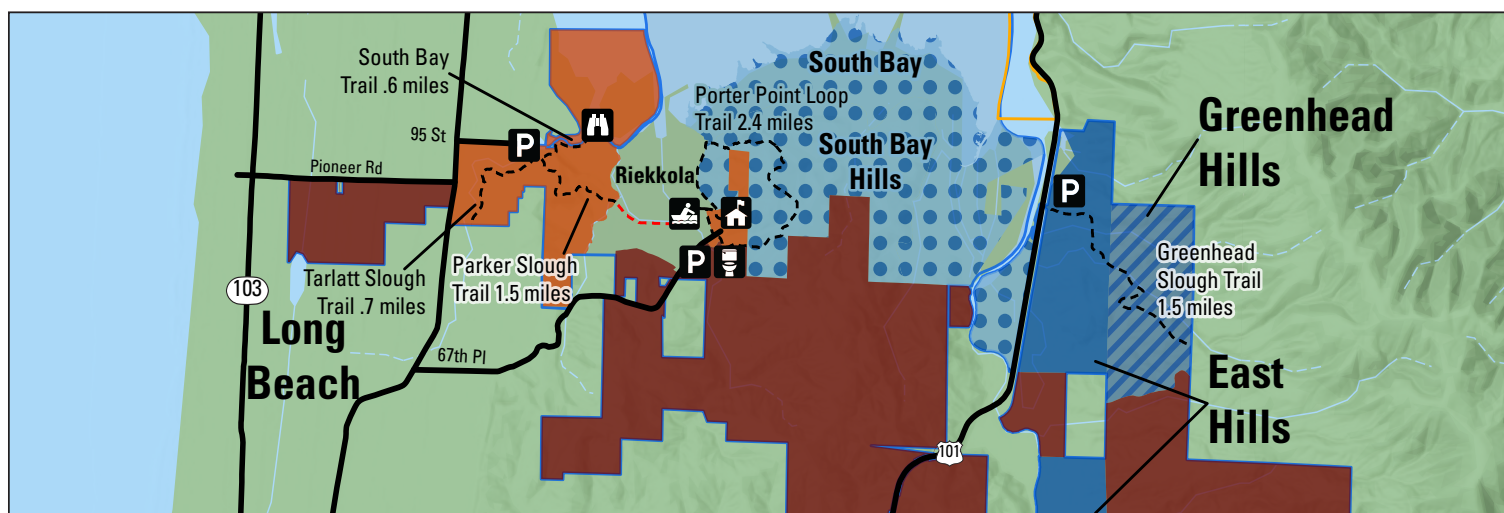 South Bay
Trail .6 miles
South Bay
Porter Point Loop
Trail 2.4 miles
Greenhead
Hills
95 St
P
Pioneer Rd
Riekkola
South Bay
Hills
P
Tarlatt Slough
Trail .7 miles
Parker Slough
Trail 1.5 miles
P
Greenhead
Slough Trail
1.5 miles
103
Long
Beach
67th Pl
East
Hills
101